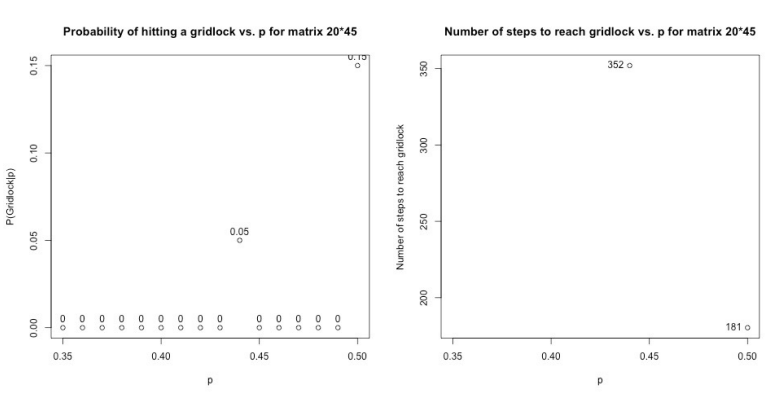 Probability of hitting a gridlock vs. p for matrix 20*45
P(Gridlock|p)
0.15
0.10
0.05
0.00
0.15
0.05
0 0 0 0 0 0 0 0 0 0 0 0 0 0
0.35 0.40 0.45 0.50
p
Number of steps to reach gridlock vs. p for matrix 20*45
Number of steps to reach gridlock
350
300
250
200
352
181
0.35 0.40 0.45 0.50
p